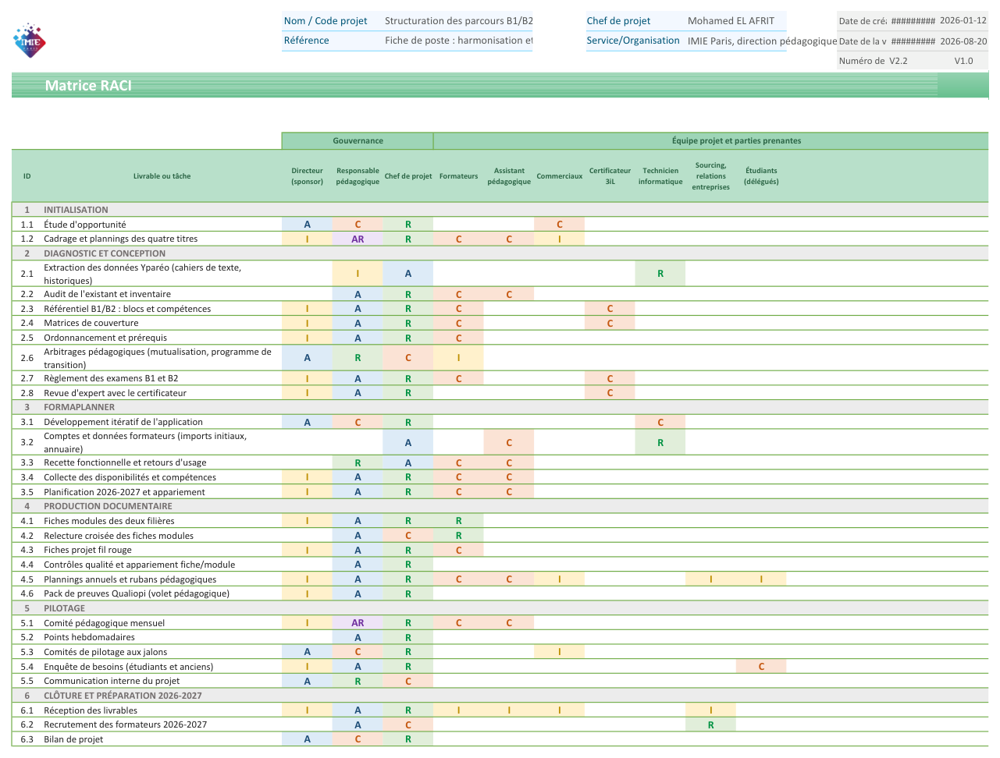 IMIE
PARIS
Nom / Code projet Structuration des parcours B1/B2
Chef de projet Mohamed EL AFRIT
Date de créa ######### 2026-01-12
Référence Fiche de poste : harmonisation et
Service/Organisation IMIE Paris, direction pédagogique
Date de la v ######### 2026-08-20
Numéro de V2.2 V1.0
Matrice RACI
Gouvernance Équipe projet et parties prenantes
ID Livrable ou tâche Directeur (sponsor) Responsable pédagogique Chef de projet Formateurs Assistant pédagogique Commerciaux Certificateur 3iL Technicien informatique Sourcing, relations entreprises Étudiants (délégués)
1 INITIALISATION
1.1 Étude d'opportunité A C R C
1.2 Cadrage et plannings des quatre titres I AR R C C I
2 DIAGNOSTIC ET CONCEPTION
2.1 Extraction des données Yparéo (cahiers de texte, historiques) I A R
2.2 Audit de l'existant et inventaire A R C C
2.3 Référentiel B1/B2 : blocs et compétences I A R C C
2.4 Matrices de couverture I A R C C
2.5 Ordonnancement et prérequis I A R C
2.6 Arbitrages pédagogiques (mutualisation, programme de transition) A R C I
2.7 Règlement des examens B1 et B2 I A R C C
2.8 Revue d'expert avec le certificateur I A R C
3 FORMAPLANNER
3.1 Développement itératif de l'application A C R C
3.2 Comptes et données formateurs (imports initiaux, annuaire) A C R
3.3 Recette fonctionnelle et retours d'usage R A C C
3.4 Collecte des disponibilités et compétences I A R C C
3.5 Planification 2026-2027 et appariement I A R C C
4 PRODUCTION DOCUMENTAIRE
4.1 Fiches modules des deux filières I A R R
4.2 Relecture croisée des fiches modules A C R
4.3 Fiches projet fil rouge I A R C
4.4 Contrôles qualité et appariement fiche/module A R
4.5 Plannings annuels et rubans pédagogiques I A R C C I I I
4.6 Pack de preuves Qualiopi (volet pédagogique) I A R
5 PILOTAGE
5.1 Comité pédagogique mensuel I AR R C C
5.2 Points hebdomadaires A R
5.3 Comités de pilotage aux jalons A C R I
5.4 Enquête de besoins (étudiants et anciens) I A R C
5.5 Communication interne du projet A R C
6 CLÔTURE ET PRÉPARATION 2026-2027
6.1 Réception des livrables I A R I I I I
6.2 Recrutement des formateurs 2026-2027 A C R
6.3 Bilan de projet A C R